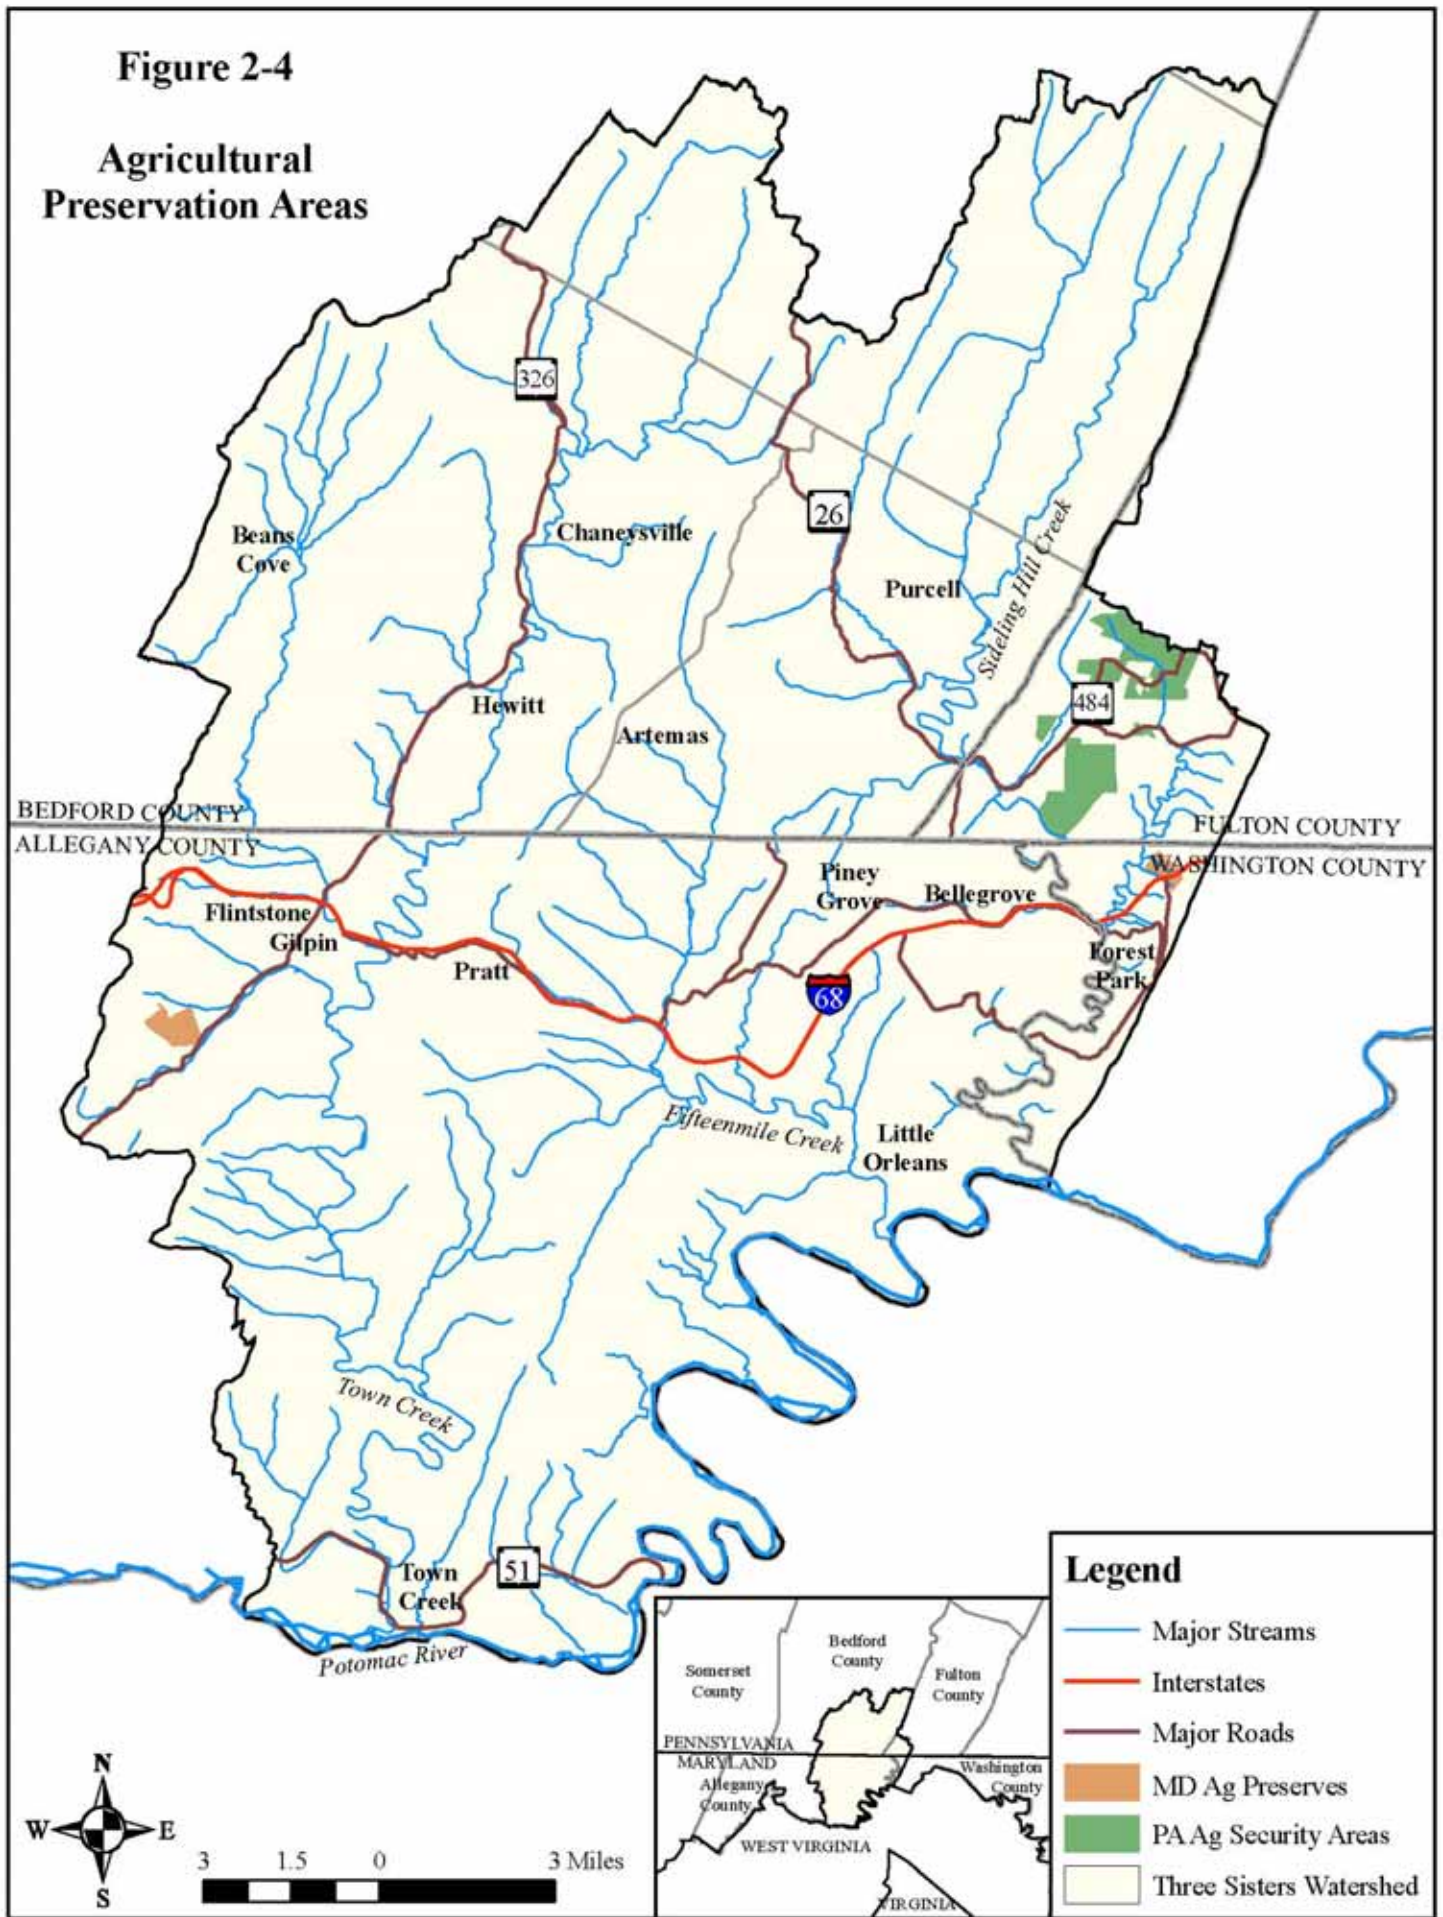 Figure 2-4
Agricultural
Preservation Areas
326
26
Chaneysville
Beans
Cove
Purcell
Sideling Hill Creek
484
Hewitt
Artemas
BEDFORD COUNTY
ALLEGANY COUNTY
FULTON COUNTY
WASHINGTON COUNTY
Piney
Grove
Bellegrove
Flintstone
Gilpin
Pratt
Forest
Park
68
Fifteenmile Creek
Little
Orleans
Town Creek
51
Town
Creek
Potomac River
N
W
E
S
3
1.5
0
3 Miles
Somerset
County
Bedford
County
Fulton
County
PENNSYLVANIA
MARYLAND
Allegany
County
Washington
County
WEST VIRGINIA
VIRGINIA
Legend
Major Streams
Interstates
Major Roads
MD Ag Preserves
PA Ag Security Areas
Three Sisters Watershed